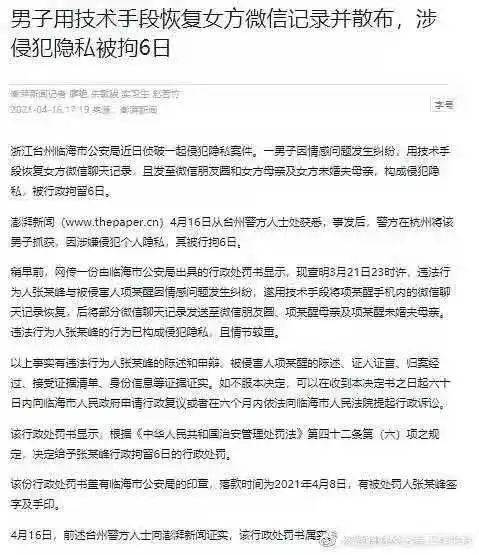 男子用技术手段恢复女方微信记录并散布，涉
侵犯隐私被拘6日
澎湃新闻记者
2021-04-16 17:19 来源：澎湃新闻
字号
浙江台州临海市公安局近日侦破一起侵犯隐私案件。一男子因情感问题发生纠纷，用技术手
段恢复女方微信聊天记录，且发至微信朋友圈和女方母亲及女方未婚夫母亲，构成侵犯隐
私，被行政拘留6日。
澎湃新闻（www.thepaper.cn）4月16日从台州警方人士处获悉，事发后，警方在杭州将该
男子抓获，因涉嫌侵犯个人隐私，其被行拘6日。
稍早前，网传一份由临海市公安局出具的行政处罚书显示，现查明3月21日23时许，违法行
为人张某峰与被侵害人项某醒因情感问题发生纠纷，遂用技术手段将项某醒手机内的微信聊
天记录恢复，后将部分微信聊天记录发送至微信朋友圈，项某醒母亲及项某醒未婚夫母亲。
违法行为人张某峰的行为已构成侵犯隐私，且情节较重。
以上事实有违法行为人张某峰的陈述和申辩，被侵害人项某醒的陈述、证人证言、归案经
过、接受证据清单、身份信息等证据证实。如不服本决定，可以在收到本决定书之日起六十
日内向临海市人民政府申请行政复议或者在六个月内依法向临海市人民法院提起行政诉讼。
该行政处罚书显示，根据《中华人民共和国治安管理处罚法》第四十二条第（六）项之规
定，决定给予张某峰行政拘留6日的行政处罚。
该份行政处罚书盖有临海市公安局的印章，落款时间为2021年4月8日，有被处罚人张某峰签
字及手印。
4月16日，前述台州警方人士向澎湃新闻证实，该行政处罚书属实